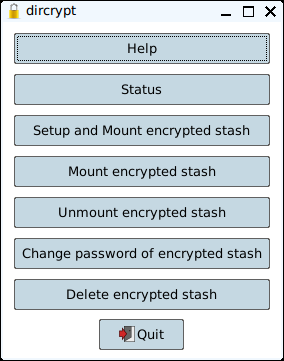 dircrypt
Help
Status
Setup and Mount encrypted stash
Mount encrypted stash
Unmount encrypted stash
Change password of encrypted stash
Delete encrypted stash
Quit